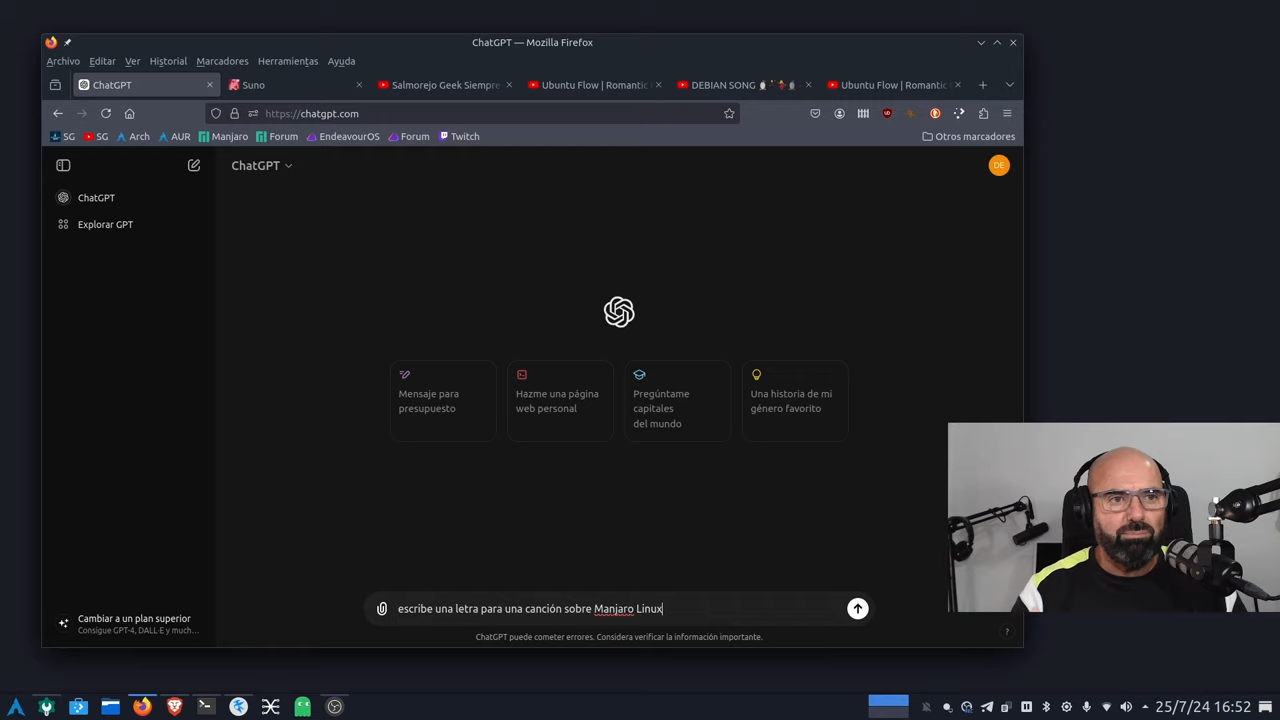 ChatGPT — Mozilla Firefox
Archivo Editar Ver Historial Marcadores Herramientas Ayuda
ChatGPT Suno Salmorejo Geek Siempre Ubuntu Flow | Romantic DEBIAN SONG Ubuntu Flow | Romantic
https://chatgpt.com
SG SG Arch AUR Manjaro Forum EndeavourOS Forum Twitch Otros marcadores
ChatGPT
DE
ChatGPT
Explorar GPT
Mensaje para
presupuesto
Hazme una página
web personal
Pregúntame
capitales
del mundo
Una historia de mi
género favorito
escribe una letra para una canción sobre Manjaro Linux
ChatGPT puede cometer errores. Considera verificar la información importante.
?
Cambiar a un plan superior
Consigue GPT-4, DALL·E y much...
25/7/24 16:52